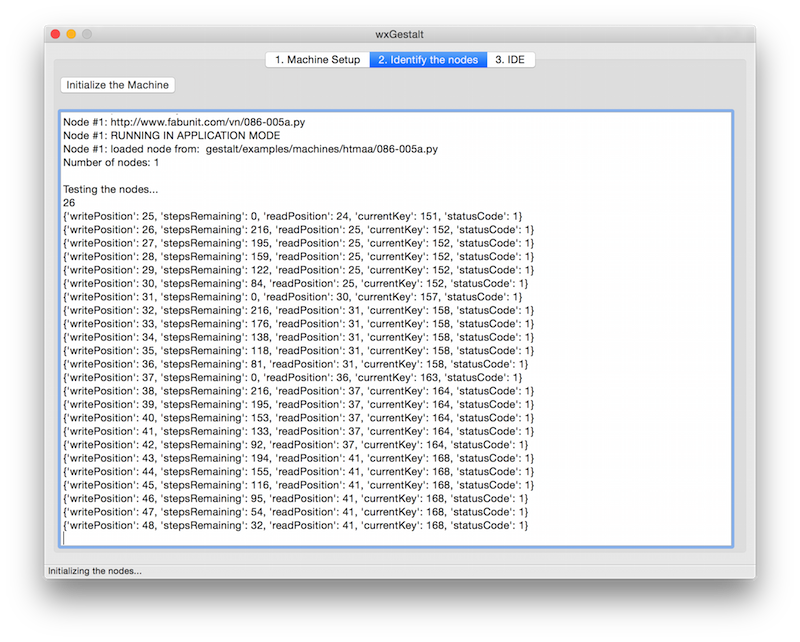 wxGestalt
1. Machine Setup 2. Identify the nodes 3. IDE
Initialize the Machine
Node #1: http://www.fabunit.com/vn/086-005a.py
Node #1: RUNNING IN APPLICATION MODE
Node #1: loaded node from:  gestalt/examples/machines/htmaa/086-005a.py
Number of nodes: 1
Testing the nodes...
26
{'writePosition': 25, 'stepsRemaining': 0, 'readPosition': 24, 'currentKey': 151, 'statusCode': 1}
{'writePosition': 26, 'stepsRemaining': 216, 'readPosition': 25, 'currentKey': 152, 'statusCode': 1}
{'writePosition': 27, 'stepsRemaining': 195, 'readPosition': 25, 'currentKey': 152, 'statusCode': 1}
{'writePosition': 28, 'stepsRemaining': 159, 'readPosition': 25, 'currentKey': 152, 'statusCode': 1}
{'writePosition': 29, 'stepsRemaining': 122, 'readPosition': 25, 'currentKey': 152, 'statusCode': 1}
{'writePosition': 30, 'stepsRemaining': 84, 'readPosition': 25, 'currentKey': 152, 'statusCode': 1}
{'writePosition': 31, 'stepsRemaining': 0, 'readPosition': 30, 'currentKey': 157, 'statusCode': 1}
{'writePosition': 32, 'stepsRemaining': 216, 'readPosition': 31, 'currentKey': 158, 'statusCode': 1}
{'writePosition': 33, 'stepsRemaining': 176, 'readPosition': 31, 'currentKey': 158, 'statusCode': 1}
{'writePosition': 34, 'stepsRemaining': 138, 'readPosition': 31, 'currentKey': 158, 'statusCode': 1}
{'writePosition': 35, 'stepsRemaining': 118, 'readPosition': 31, 'currentKey': 158, 'statusCode': 1}
{'writePosition': 36, 'stepsRemaining': 81, 'readPosition': 31, 'currentKey': 158, 'statusCode': 1}
{'writePosition': 37, 'stepsRemaining': 0, 'readPosition': 36, 'currentKey': 163, 'statusCode': 1}
{'writePosition': 38, 'stepsRemaining': 216, 'readPosition': 37, 'currentKey': 164, 'statusCode': 1}
{'writePosition': 39, 'stepsRemaining': 195, 'readPosition': 37, 'currentKey': 164, 'statusCode': 1}
{'writePosition': 40, 'stepsRemaining': 153, 'readPosition': 37, 'currentKey': 164, 'statusCode': 1}
{'writePosition': 41, 'stepsRemaining': 133, 'readPosition': 37, 'currentKey': 164, 'statusCode': 1}
{'writePosition': 42, 'stepsRemaining': 92, 'readPosition': 37, 'currentKey': 164, 'statusCode': 1}
{'writePosition': 43, 'stepsRemaining': 194, 'readPosition': 41, 'currentKey': 168, 'statusCode': 1}
{'writePosition': 44, 'stepsRemaining': 155, 'readPosition': 41, 'currentKey': 168, 'statusCode': 1}
{'writePosition': 45, 'stepsRemaining': 116, 'readPosition': 41, 'currentKey': 168, 'statusCode': 1}
{'writePosition': 46, 'stepsRemaining': 95, 'readPosition': 41, 'currentKey': 168, 'statusCode': 1}
{'writePosition': 47, 'stepsRemaining': 54, 'readPosition': 41, 'currentKey': 168, 'statusCode': 1}
{'writePosition': 48, 'stepsRemaining': 32, 'readPosition': 41, 'currentKey': 168, 'statusCode': 1}
Initializing the nodes...